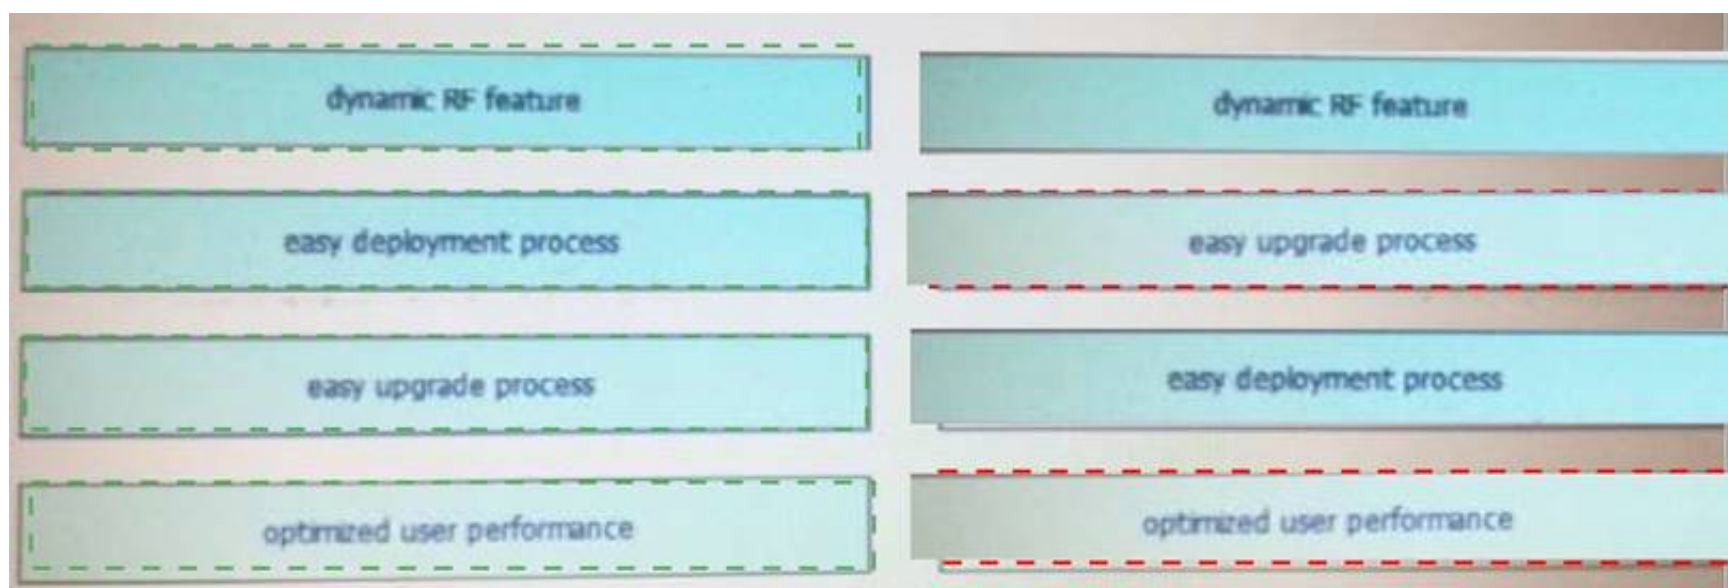 dynamic RF feature
dynamic RF feature
easy deployment process
easy upgrade process
easy upgrade process
easy deployment process
optimized user performance
optimized user performance